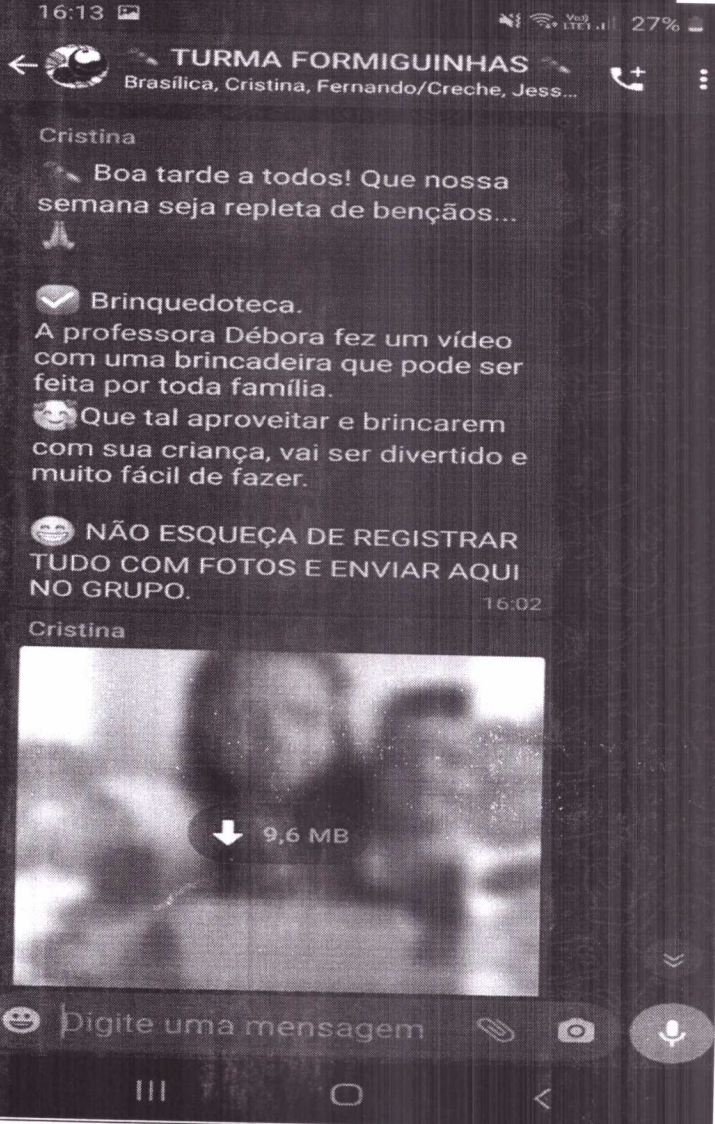 16:13
27%
TURMA FORMIGUINHAS
Brasílica, Cristina, Fernando/Creche, Jess...
Cristina
Boa tarde a todos! Que nossa
semana seja repleta de bençãos...
Brinquedoteca.
A professora Débora fez um vídeo
com uma brincadeira que pode ser
feita por toda família.
Que tal aproveitar e brincarem
com sua criança, vai ser divertido e
muito fácil de fazer.
NÃO ESQUEÇA DE REGISTRAR
TUDO COM FOTOS E ENVIAR AQUI
NO GRUPO.
16:02
Cristina
9,6 MB
Digite uma mensagem